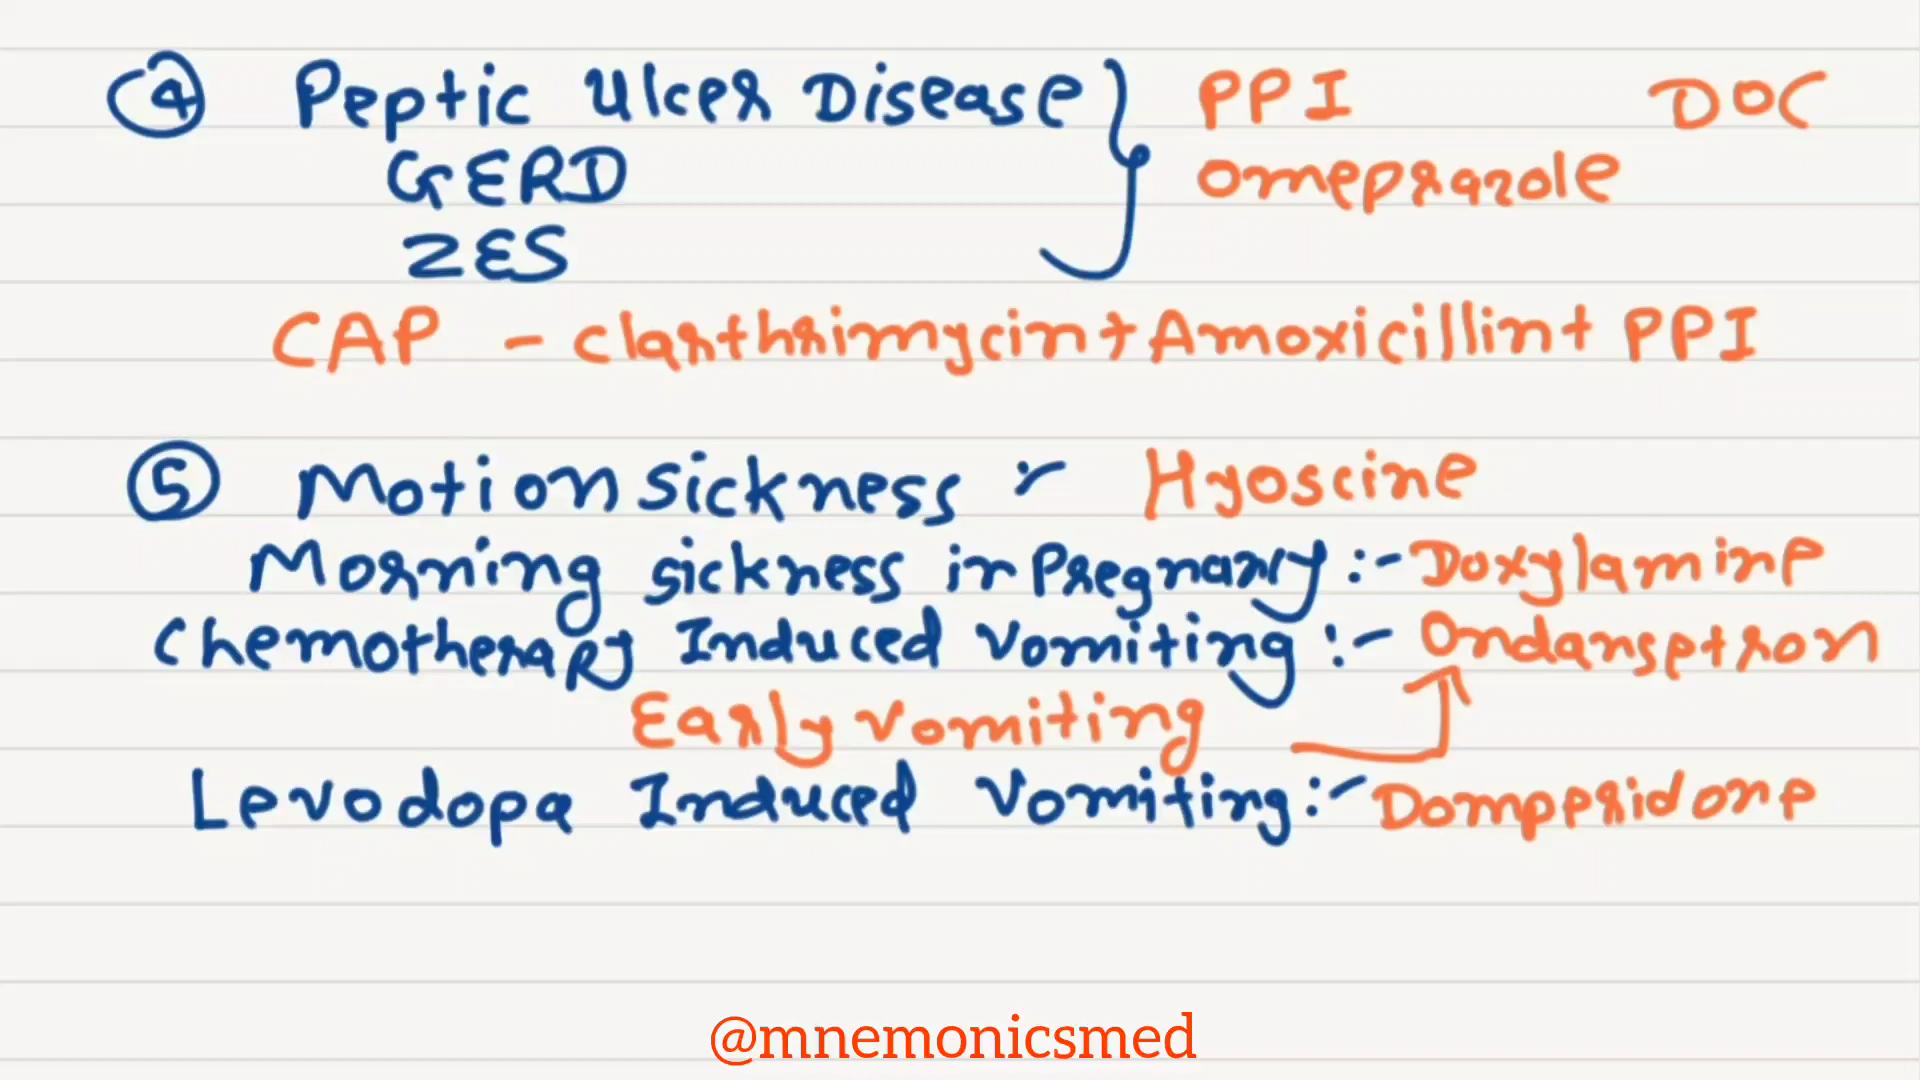 ④ Peptic Ulcer Disease } PPI DOC
GERD Omeprazole
ZES
CAP - Clarthrimycin + Amoxicillin + PPI
⑤ Motion sickness :- Hyoscine
Morning sickness in Pregnancy :- Doxylamine
Chemotherapy Induced Vomiting :- Ondansetron
Early vomiting
Levodopa Induced Vomiting :- Domperidone
@mnemonicsmed